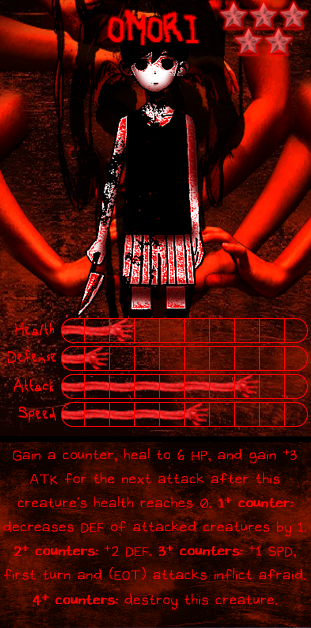 OMORI
Health
Defense
Attack
Speed
Gain a counter, heal to 6 HP, and gain +3
ATK for the next attack after this
creature's health reaches 0. 1+ counter:
decreases DEF of attacked creatures by 1.
2+ counters: +2 DEF. 3+ counters: +1 SPD,
first turn and (EOT) attacks inflict afraid.
4+ counters: destroy this creature.